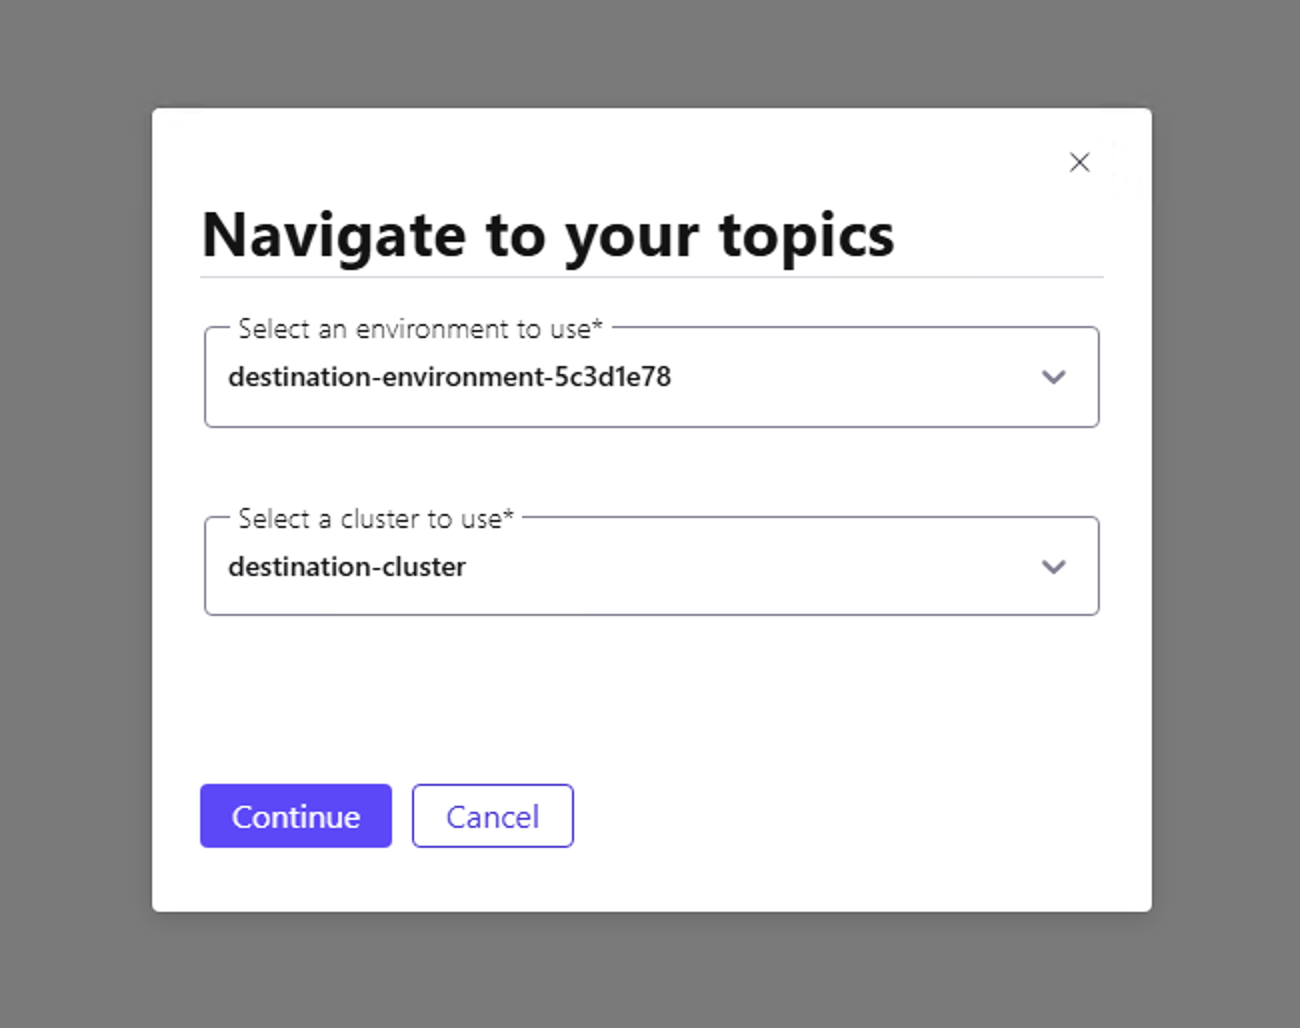 Navigate to your topics
Select an environment to use*
destination-environment-5c3d1e78
Select a cluster to use*
destination-cluster
Continue
Cancel